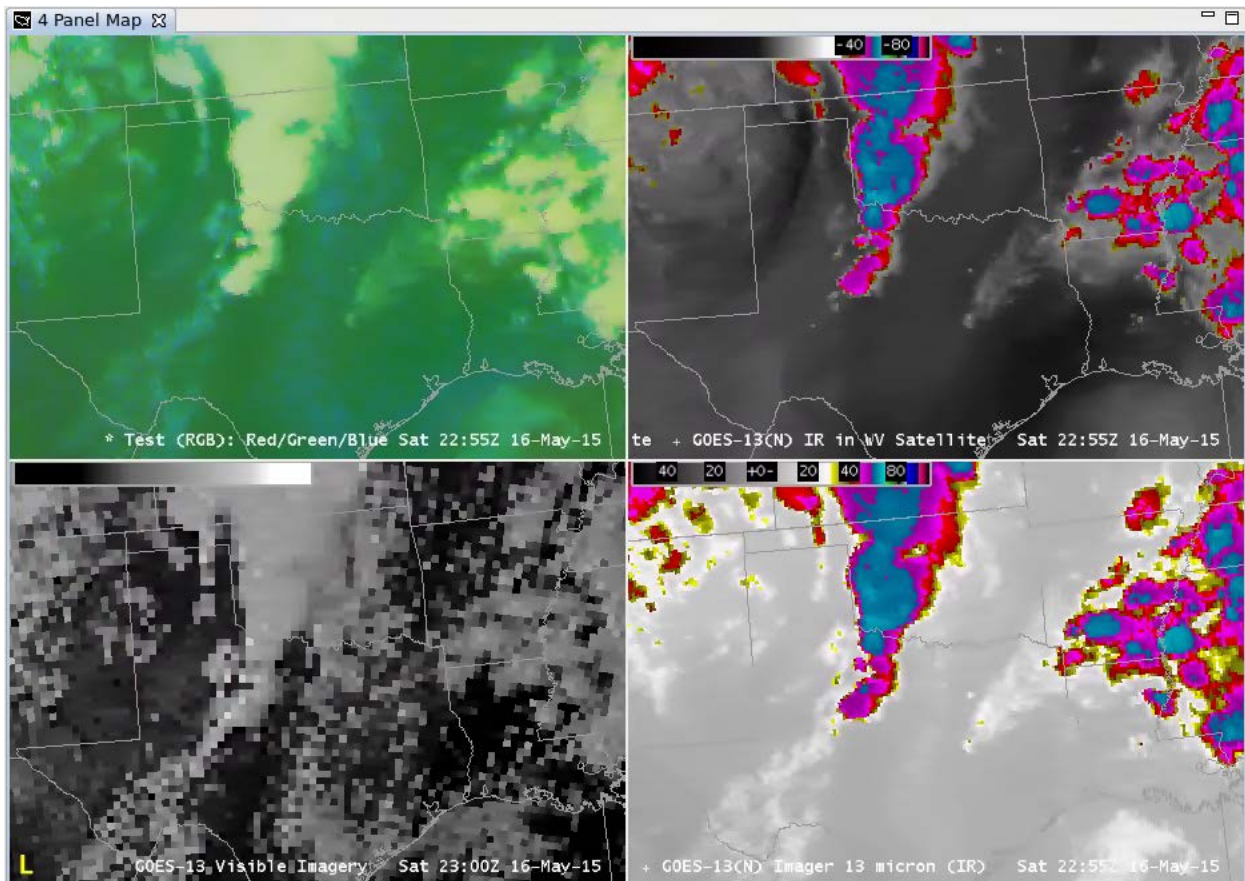 4 Panel Map
-40 -80
* Test (RGB): Red/Green/Blue Sat 22:55Z 16-May-15
te + GOES-13(N) IR in WV Satellite Sat 22:55Z 16-May-15
40 20 +0- 20 40 80
L
GOES-13 Visible Imagery Sat 23:00Z 16-May-15
+ GOES-13(N) Imager 13 micron (IR) Sat 22:55Z 16-May-15